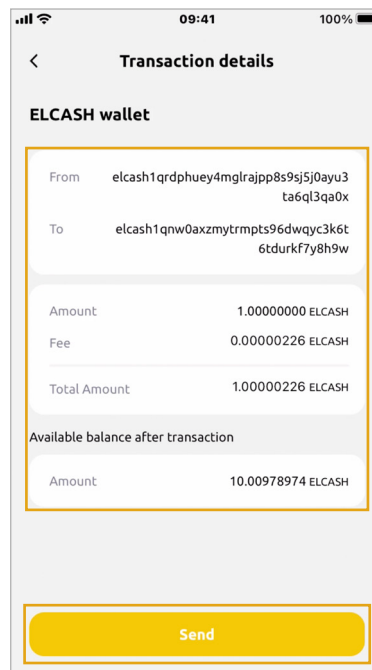 09:41 100%
Transaction details
ELCASH wallet
From elcash1qrdphuey4mglrajpp8s9sj5j0ayu3
ta6ql3qa0x
To elcash1qnw0axzmytrmpts96dwqyc3k6t
6tdurkf7y8h9w
Amount 1.00000000 ELCASH
Fee 0.00000226 ELCASH
Total Amount 1.00000226 ELCASH
Available balance after transaction
Amount 10.00978974 ELCASH
Send